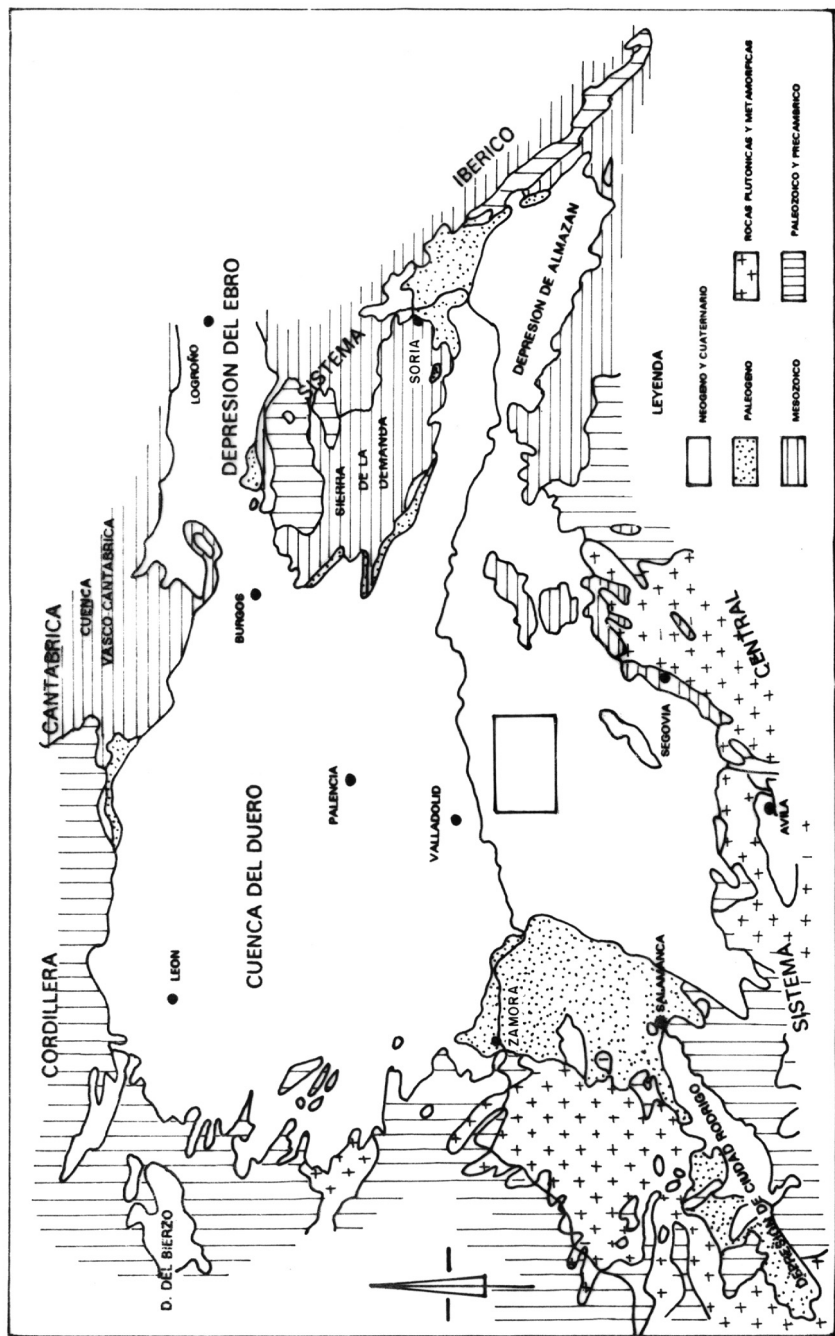 CORDILLERA
CANTABRICA
CUENCA
VASCO CANTABRICA
D. DEL BIERZO
LEON
LOGROÑO
DEPRESION DEL EBRO
BURGOS
CUENCA DEL DUERO
SISTEMA
IBERICO
SIERRA
DE LA
DEMANDA
PALENCIA
SORIA
VALLADOLID
ZAMORA
DEPRESION DE ALMAZAN
SALAMANCA
SEGOVIA
AVILA
SISTEMA
CENTRAL
DEPRESION DE CIUDAD RODRIGO
LEYENDA
NEOGENO Y CUATERNARIO
PALEOGENO
MESOZOICO
ROCAS PLUTONICAS Y METAMORFICAS
PALEOZOICO Y PRECAMBRICO